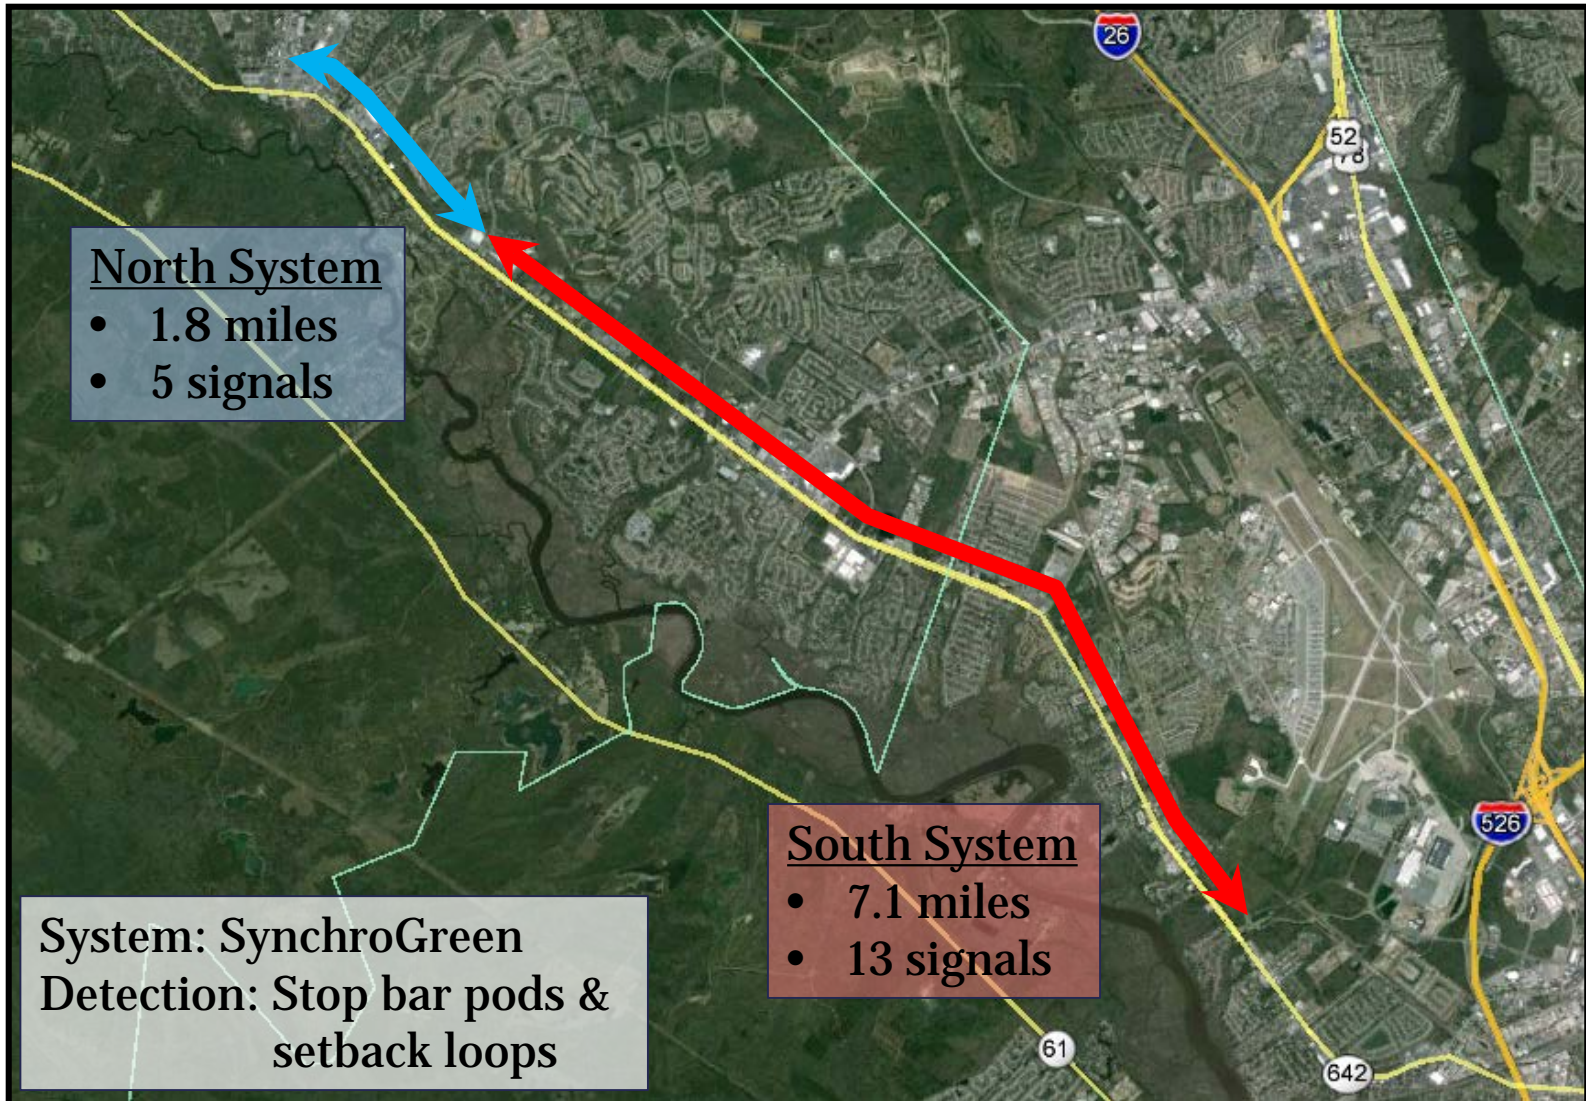 26
52
78
North System
• 1.8 miles
• 5 signals
South System
• 7.1 miles
• 13 signals
526
System: SynchroGreen
Detection: Stop bar pods &
setback loops
61
642